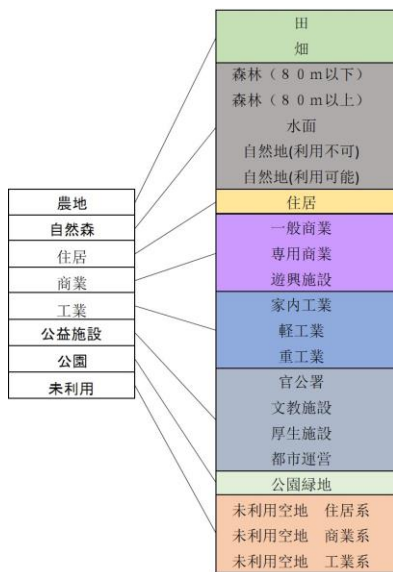 農地
自然森
住居
商業
工業
公益施設
公園
未利用
田
畑
森林（８０ｍ以下）
森林（８０ｍ以上）
水面
自然地(利用不可)
自然地(利用可能)
住居
一般商業
専用商業
遊興施設
家内工業
軽工業
重工業
官公署
文教施設
厚生施設
都市運営
公園緑地
未利用空地　住居系
未利用空地　商業系
未利用空地　工業系